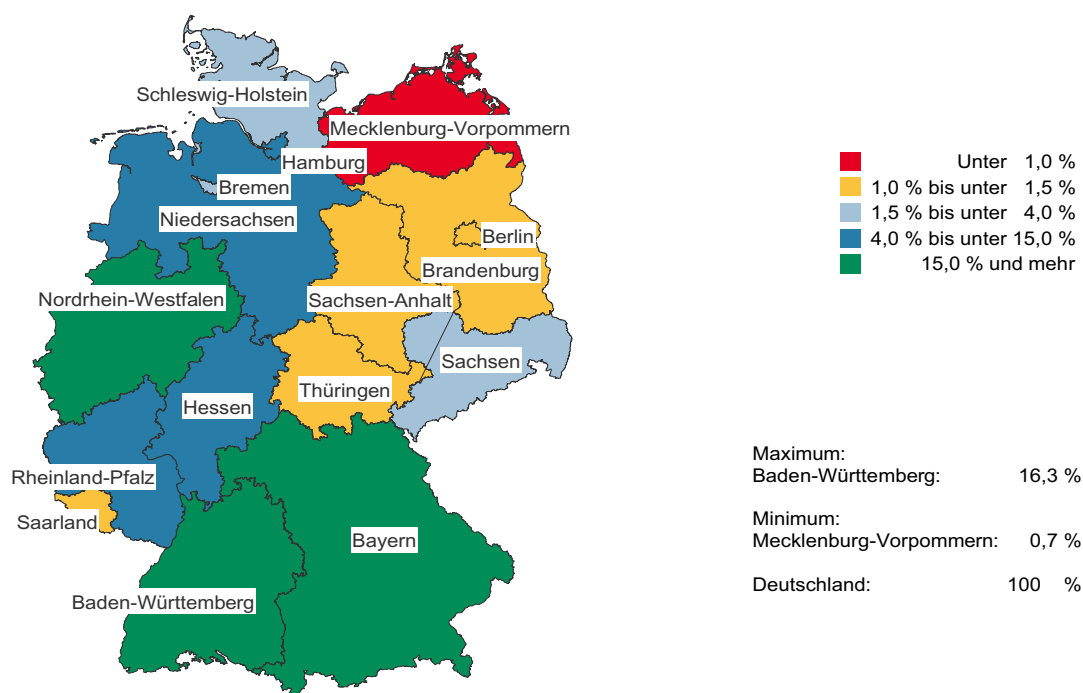 Schleswig-Holstein
Mecklenburg-Vorpommern
Hamburg
Bremen
Niedersachsen
Berlin
Brandenburg
Nordrhein-Westfalen
Sachsen-Anhalt
Sachsen
Thüringen
Hessen
Rheinland-Pfalz
Saarland
Bayern
Baden-Württemberg
Unter 1,0 %
1,0 % bis unter 1,5 %
1,5 % bis unter 4,0 %
4,0 % bis unter 15,0 %
15,0 % und mehr
Maximum:
Baden-Württemberg: 16,3 %
Minimum:
Mecklenburg-Vorpommern: 0,7 %
Deutschland: 100 %